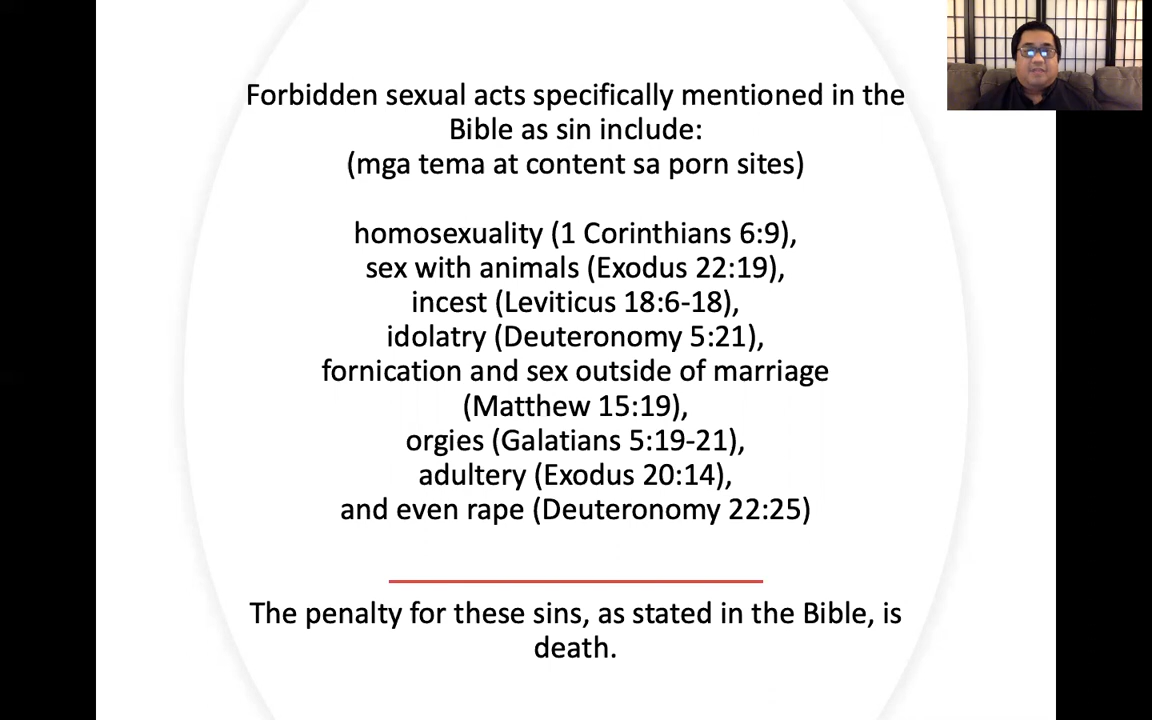 Forbidden sexual acts specifically mentioned in the
Bible as sin include:
(mga tema at content sa porn sites)
homosexuality (1 Corinthians 6:9),
sex with animals (Exodus 22:19),
incest (Leviticus 18:6-18),
idolatry (Deuteronomy 5:21),
fornication and sex outside of marriage
(Matthew 15:19),
orgies (Galatians 5:19-21),
adultery (Exodus 20:14),
and even rape (Deuteronomy 22:25)
The penalty for these sins, as stated in the Bible, is
death.